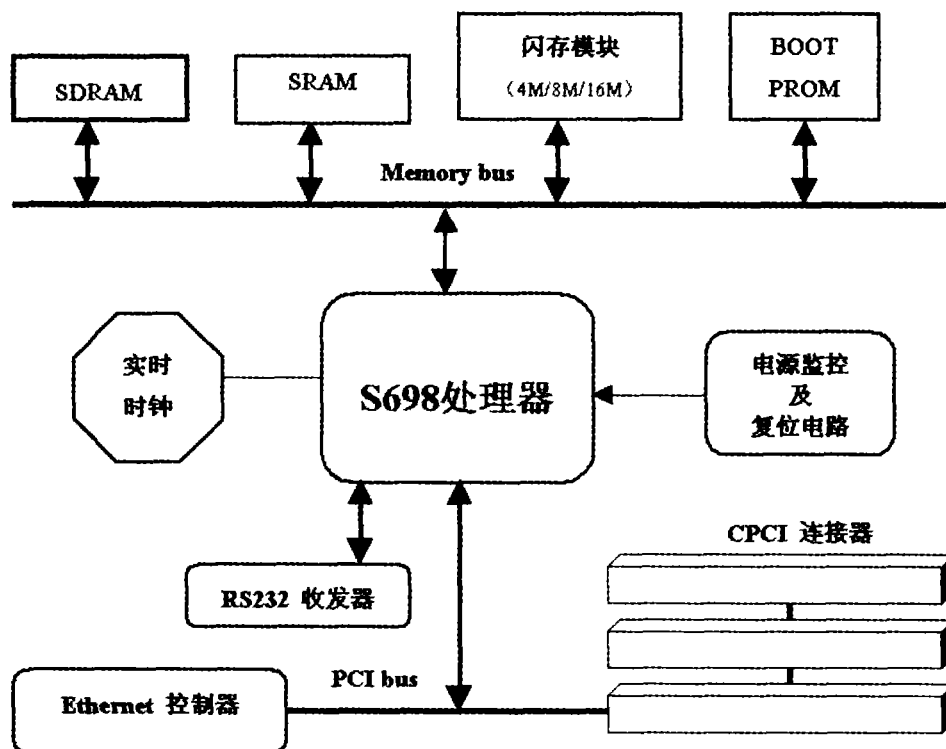 SDRAM
SRAM
闪存模块
（4M/8M/16M）
BOOT
PROM
Memory bus
实时
时钟
S698处理器
电源监控
及
复位电路
RS232 收发器
CPCI 连接器
PCI bus
Ethernet 控制器